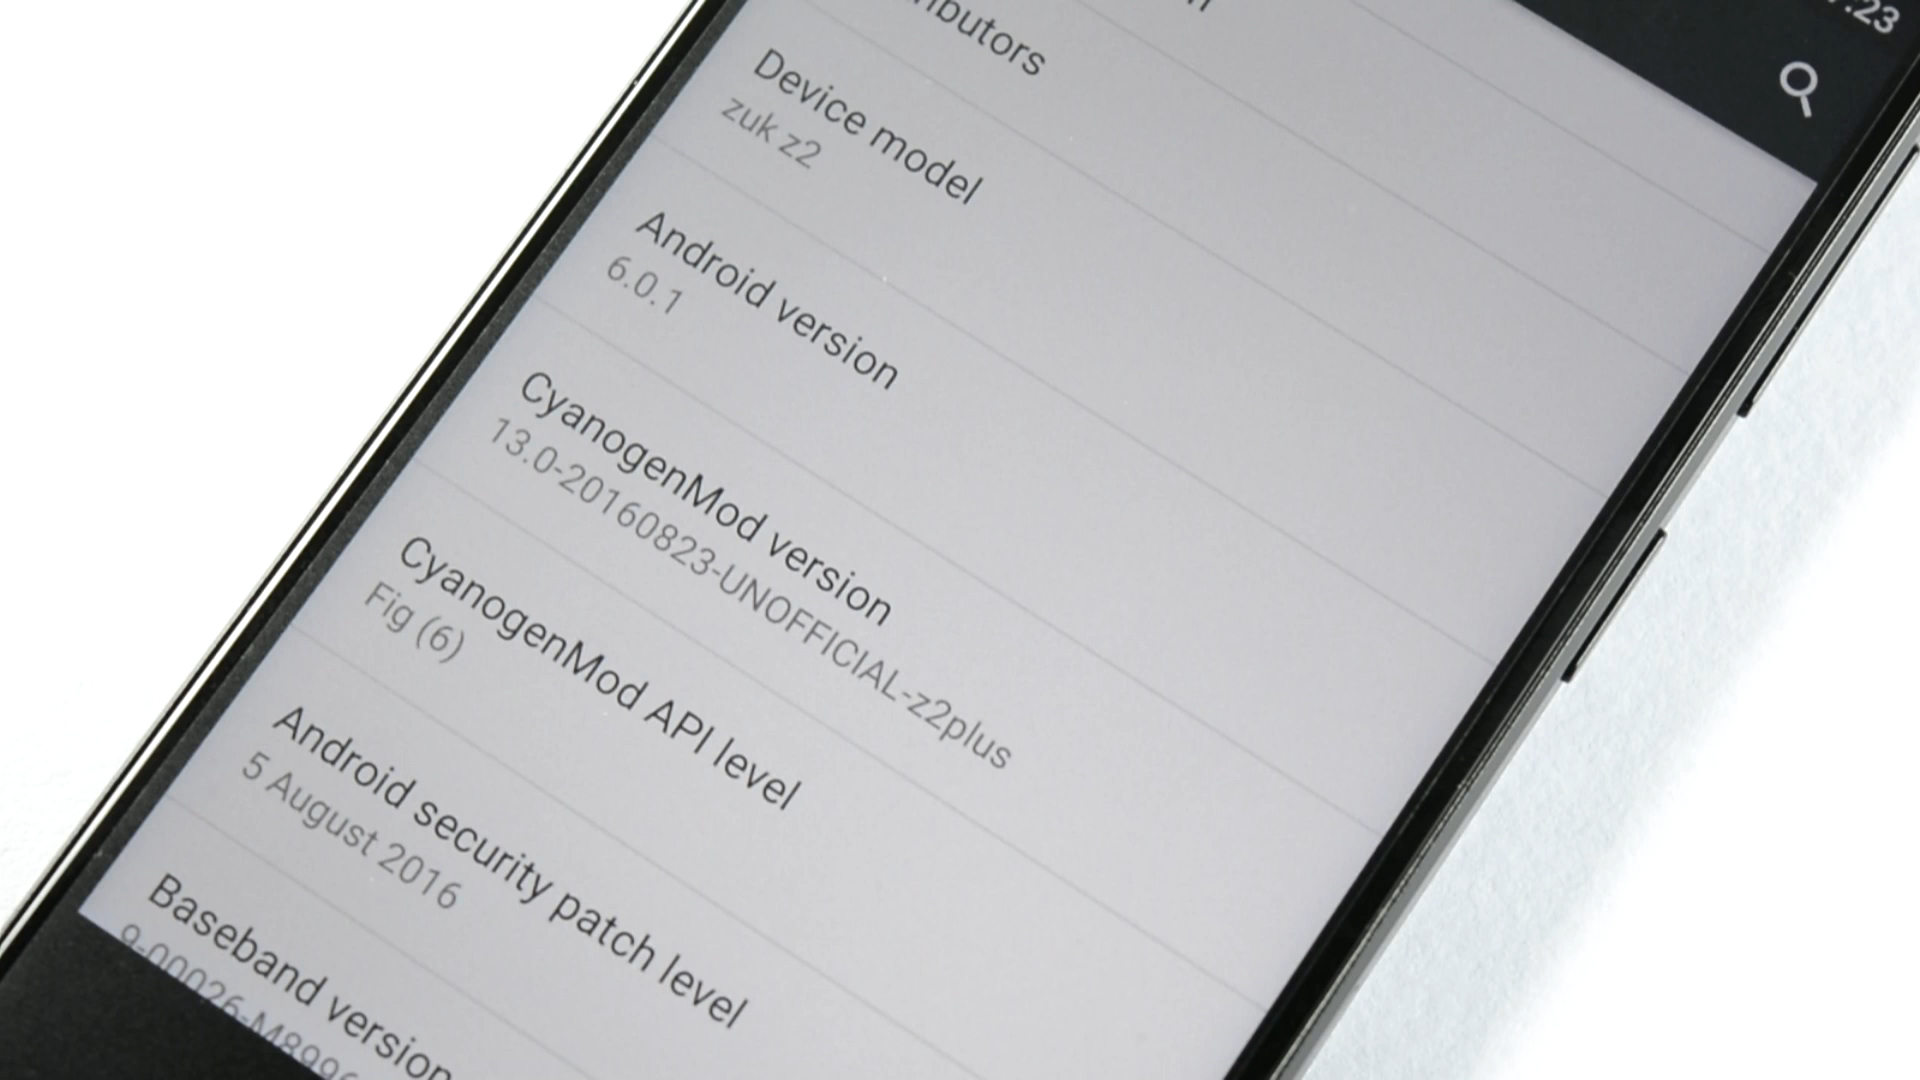 Device model
zuk z2
Android version
6.0.1
CyanogenMod version
13.0-20160823-UNOFFICIAL-z2plus
CyanogenMod API level
Fig (6)
Android security patch level
5 August 2016
Baseband version